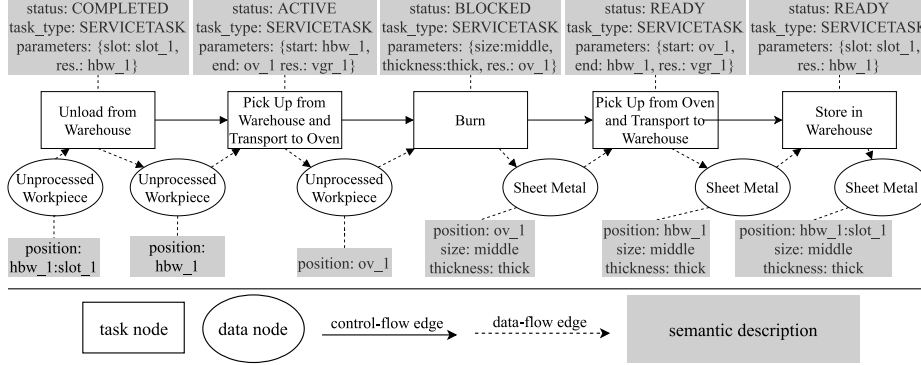 status: COMPLETED
task_type: SERVICETASK
parameters: {slot: slot_1,
res.: hbw_1}
status: ACTIVE
task_type: SERVICETASK
parameters: {start: hbw_1,
end: ov_1 res.: vgr_1}
status: BLOCKED
task_type: SERVICETASK
parameters: {size:middle,
thickness:thick, res.: ov_1}
status: READY
task_type: SERVICETASK
parameters: {start: ov_1,
end: hbw_1, res.: vgr_1}
status: READY
task_type: SERVICETASK
parameters: {slot: slot_1,
res.: hbw_1}
Unload from
Warehouse
Pick Up from
Warehouse and
Transport to Oven
Burn
Pick Up from Oven
and Transport to
Warehouse
Store in
Warehouse
Unprocessed
Workpiece
Unprocessed
Workpiece
Unprocessed
Workpiece
Sheet Metal
Sheet Metal
Sheet Metal
position:
hbw_1:slot_1
position:
hbw_1
position: ov_1
position: ov_1
size: middle
thickness: thick
position: hbw_1
size: middle
thickness: thick
position: hbw_1:slot_1
size: middle
thickness: thick
task node
data node
control-flow edge
data-flow edge
semantic description